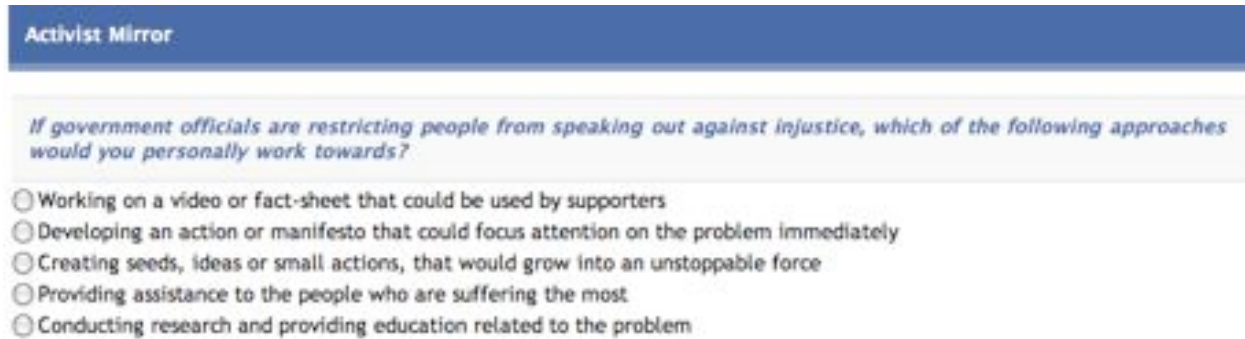 Activist Mirror
If government officials are restricting people from speaking out against injustice, which of the following approaches
would you personally work towards?
Working on a video or fact-sheet that could be used by supporters
Developing an action or manifesto that could focus attention on the problem immediately
Creating seeds, ideas or small actions, that would grow into an unstoppable force
Providing assistance to the people who are suffering the most
Conducting research and providing education related to the problem